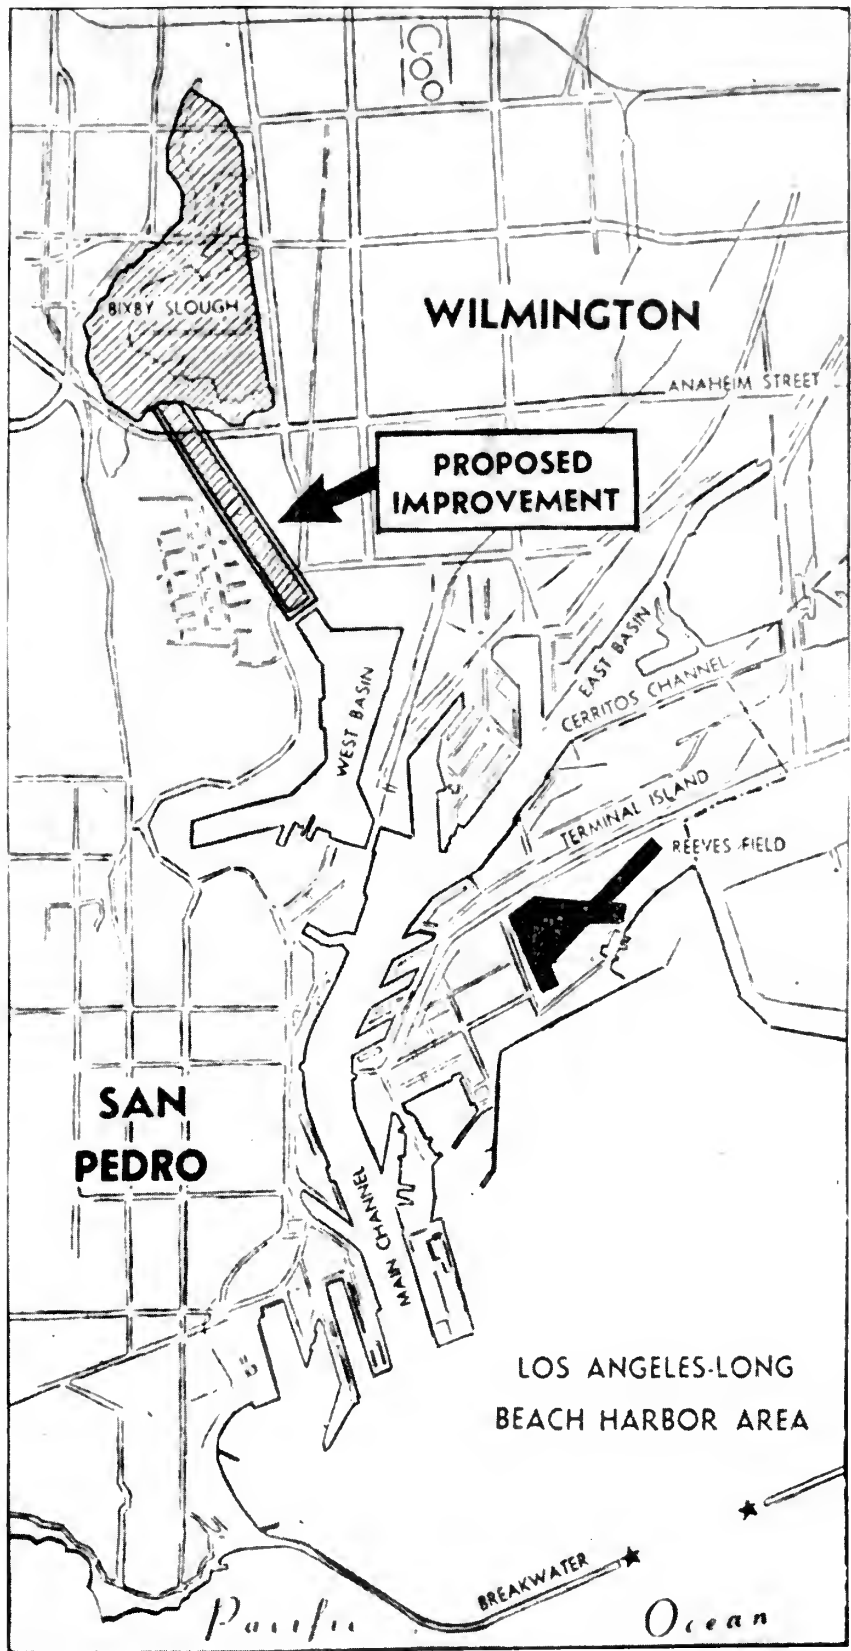 BIXBY SLOUGH
WILMINGTON
ANAHEIM STREET
PROPOSED
IMPROVEMENT
EAST BASIN
CERRITOS CHANNEL
WEST BASIN
TERMINAL ISLAND
REEVES FIELD
SAN
PEDRO
MAIN CHANNEL
LOS ANGELES-LONG
BEACH HARBOR AREA
BREAKWATER
Pacific Ocean